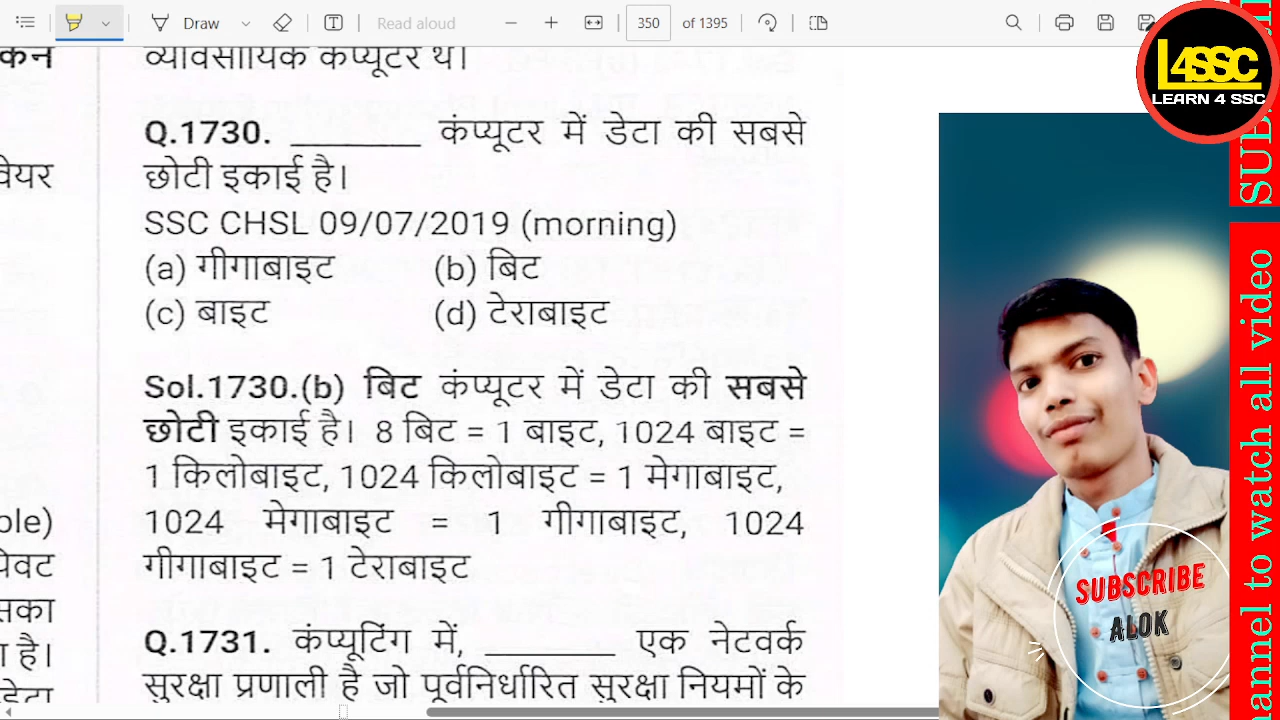 Draw
Read aloud
350 of 1395
L4SSC
LEARN 4 SSC
व्यावसायिक कंप्यूटर थे।
Q.1730. _______ कंप्यूटर में डेटा की सबसे
छोटी इकाई है।
SSC CHSL 09/07/2019 (morning)
(a) गीगाबाइट (b) बिट
(c) बाइट (d) टेराबाइट
Sol.1730.(b) बिट कंप्यूटर में डेटा की सबसे
छोटी इकाई है। 8 बिट = 1 बाइट, 1024 बाइट =
1 किलोबाइट, 1024 किलोबाइट = 1 मेगाबाइट,
1024 मेगाबाइट = 1 गीगाबाइट, 1024
गीगाबाइट = 1 टेराबाइट
Q.1731. कंप्यूटिंग में, _______ एक नेटवर्क
सुरक्षा प्रणाली है जो पूर्वनिर्धारित सुरक्षा नियमों के
है।
SUBSCRIBE
ALOK
to watch all video